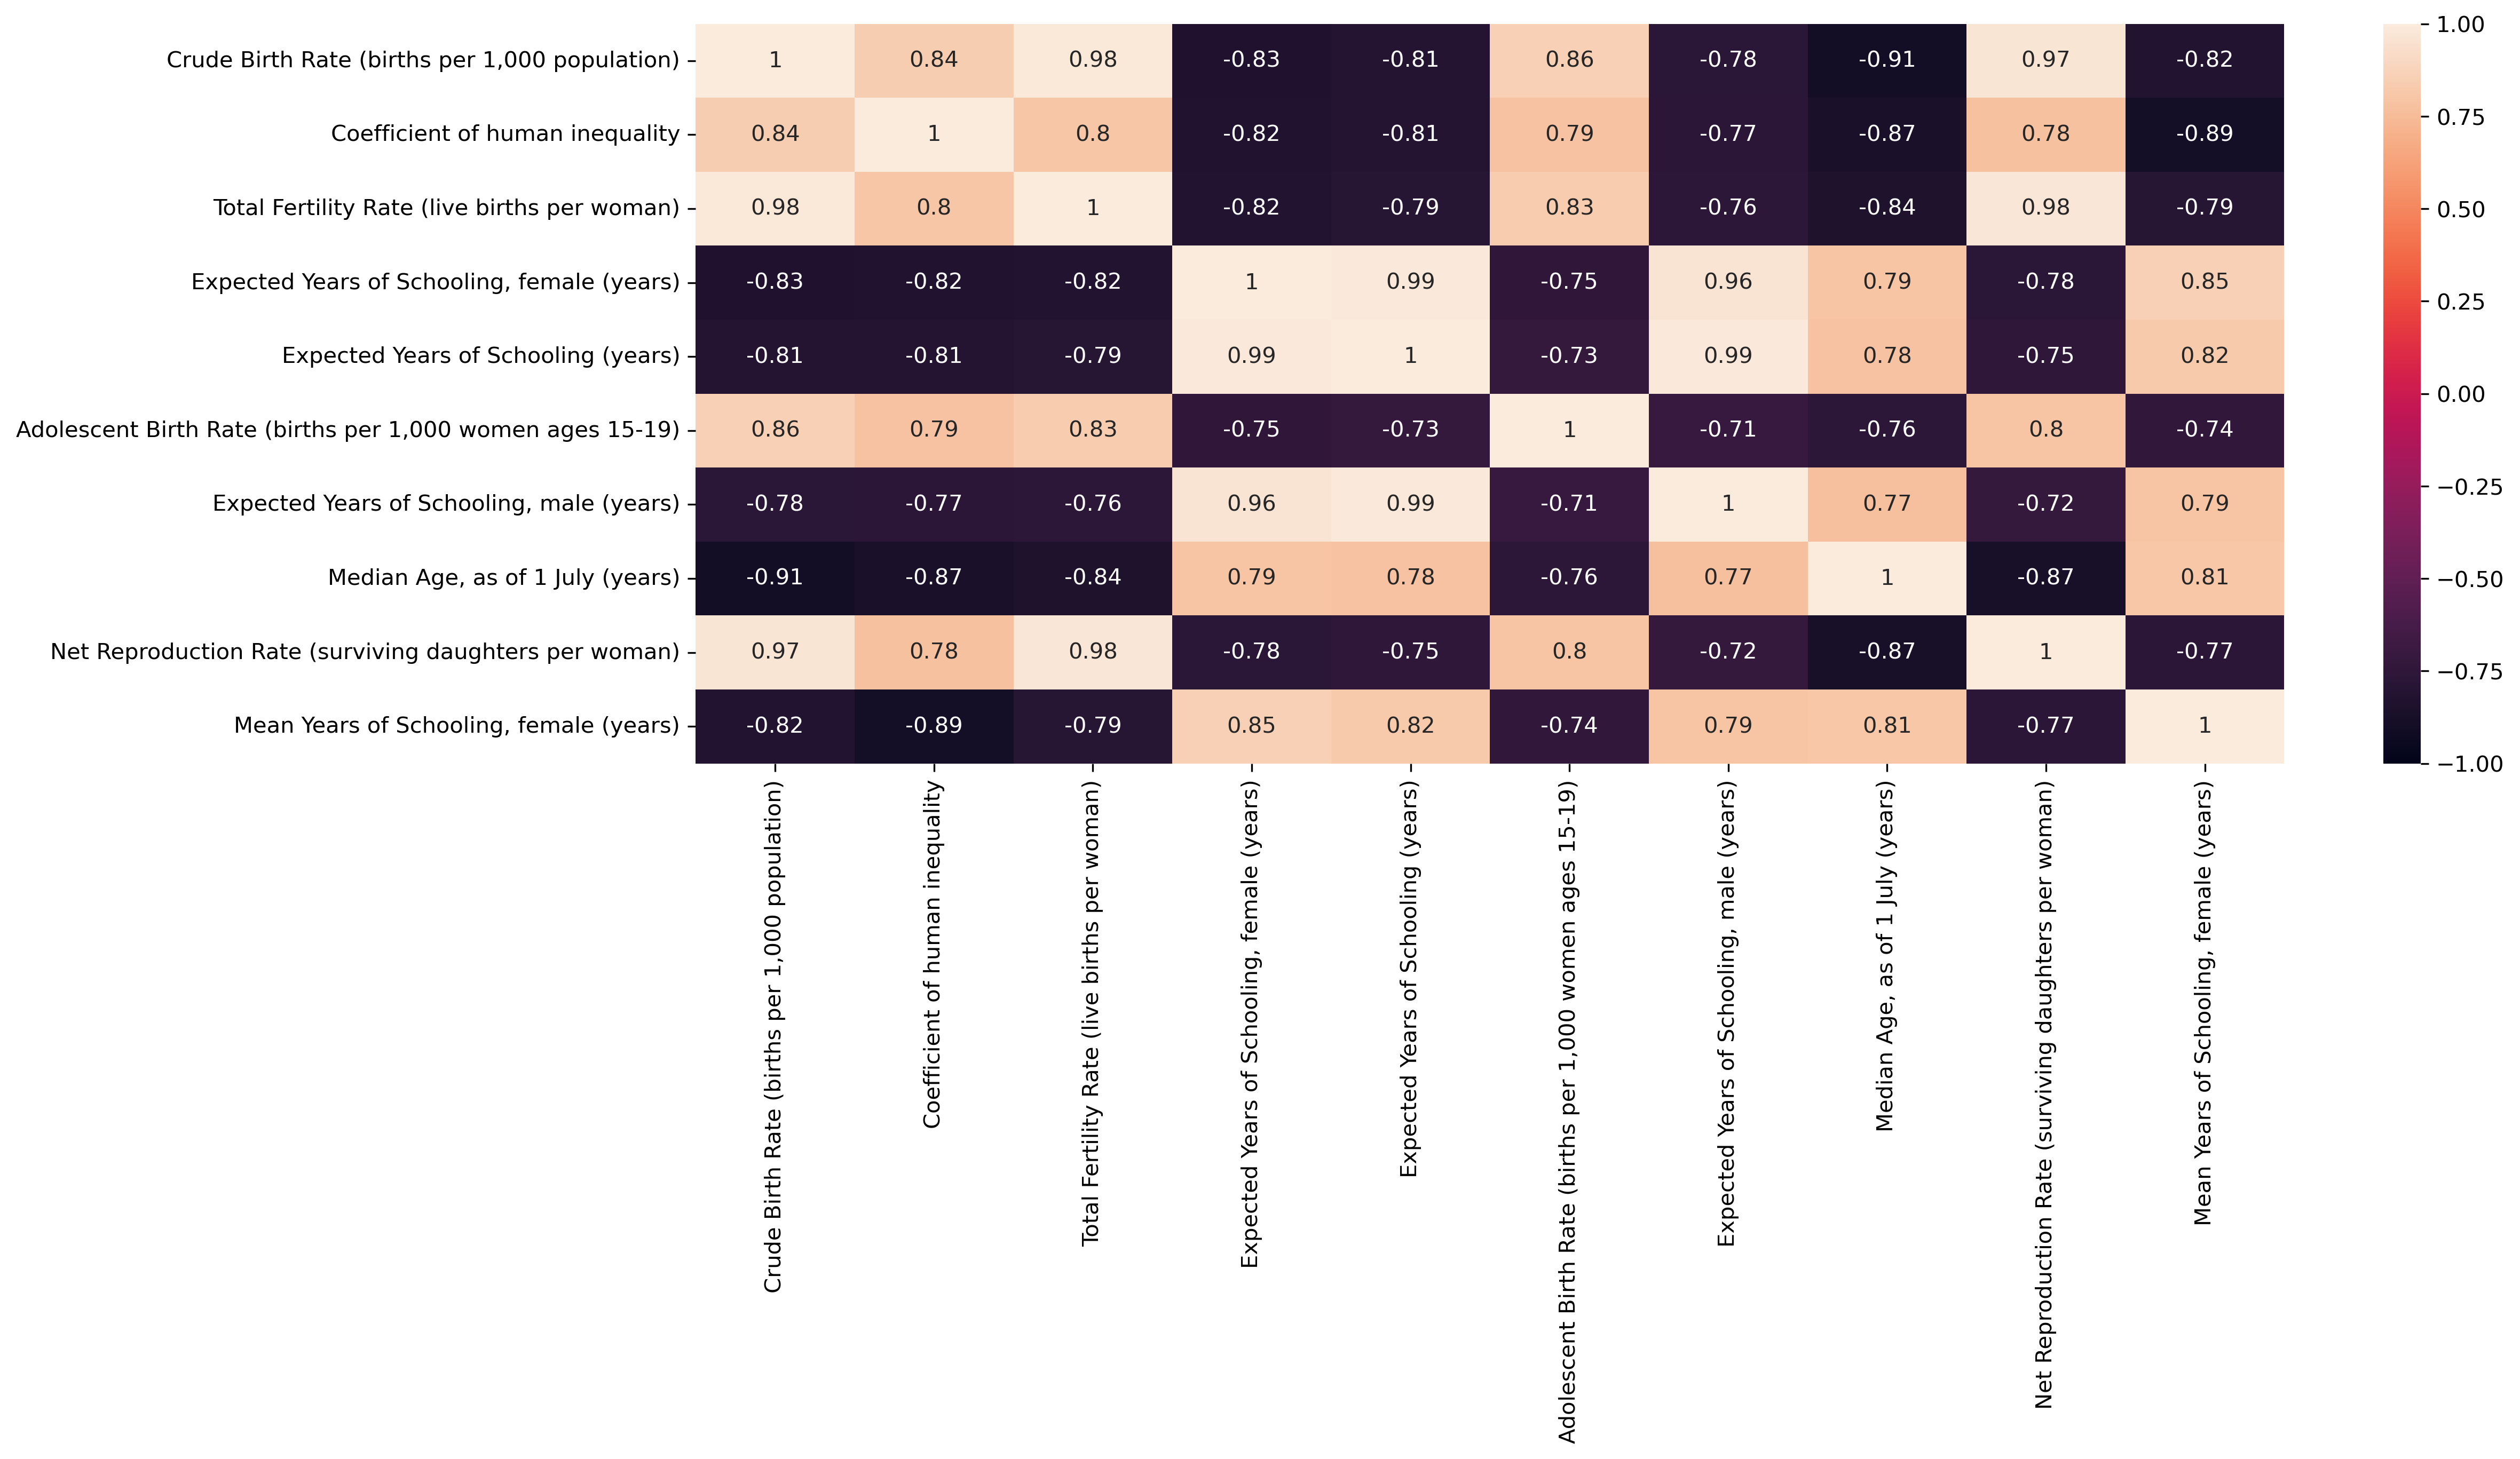 Crude Birth Rate (births per 1,000 population) 1 0.84 0.98 -0.83 -0.81 0.86 -0.78 -0.91 0.97 -0.82
Coefficient of human inequality 0.84 1 0.8 -0.82 -0.81 0.79 -0.77 -0.87 0.78 -0.89
Total Fertility Rate (live births per woman) 0.98 0.8 1 -0.82 -0.79 0.83 -0.76 -0.84 0.98 -0.79
Expected Years of Schooling, female (years) -0.83 -0.82 -0.82 1 0.99 -0.75 0.96 0.79 -0.78 0.85
Expected Years of Schooling (years) -0.81 -0.81 -0.79 0.99 1 -0.73 0.99 0.78 -0.75 0.82
Adolescent Birth Rate (births per 1,000 women ages 15-19) 0.86 0.79 0.83 -0.75 -0.73 1 -0.71 -0.76 0.8 -0.74
Expected Years of Schooling, male (years) -0.78 -0.77 -0.76 0.96 0.99 -0.71 1 0.77 -0.72 0.79
Median Age, as of 1 July (years) -0.91 -0.87 -0.84 0.79 0.78 -0.76 0.77 1 -0.87 0.81
Net Reproduction Rate (surviving daughters per woman) 0.97 0.78 0.98 -0.78 -0.75 0.8 -0.72 -0.87 1 -0.77
Mean Years of Schooling, female (years) -0.82 -0.89 -0.79 0.85 0.82 -0.74 0.79 0.81 -0.77 1
Crude Birth Rate (births per 1,000 population)
Coefficient of human inequality
Total Fertility Rate (live births per woman)
Expected Years of Schooling, female (years)
Expected Years of Schooling (years)
Adolescent Birth Rate (births per 1,000 women ages 15-19)
Expected Years of Schooling, male (years)
Median Age, as of 1 July (years)
Net Reproduction Rate (surviving daughters per woman)
Mean Years of Schooling, female (years)
1.00
0.75
0.50
0.25
0.00
−0.25
−0.50
−0.75
−1.00